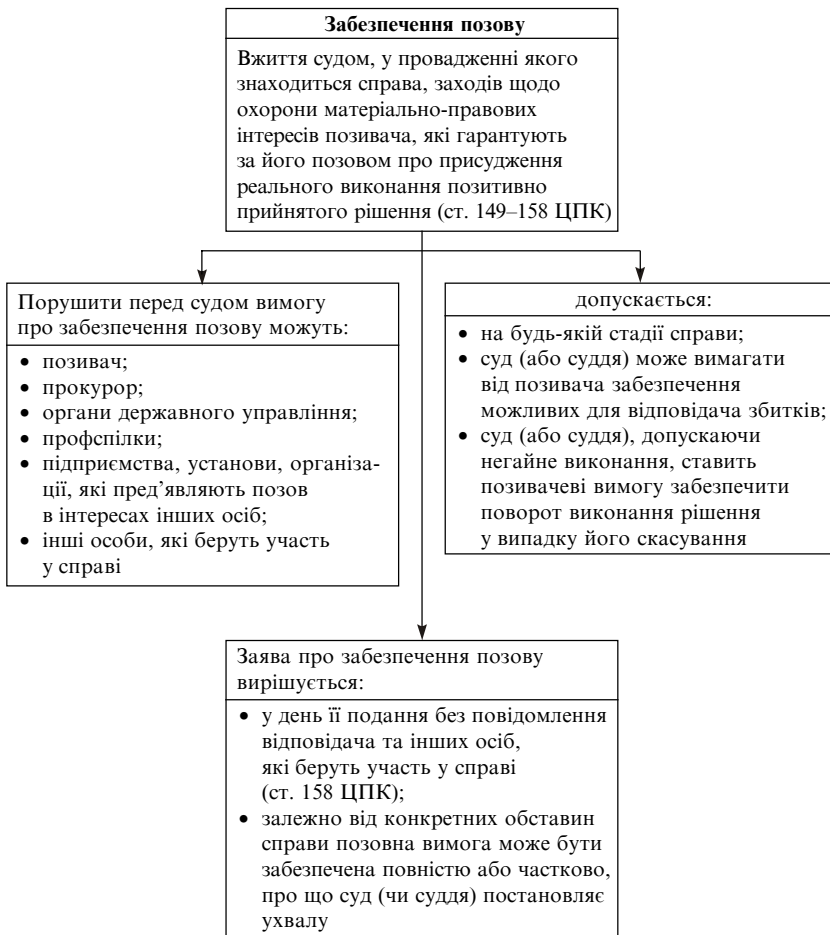 Забезпечення позову
Вжиття судом, у провадженні якого
знаходиться справа, заходів щодо
охорони матеріально-правових
інтересів позивача, які гарантують
за його позовом про присудження
реального виконання позитивно
прийнятого рішення (ст. 149–158 ЦПК)
Порушити перед судом вимогу
про забезпечення позову можуть:
• позивач;
• прокурор;
• органи державного управління;
• профспілки;
• підприємства, установи, організа-
ції, які пред’являють позов
в інтересах інших осіб;
• інші особи, які беруть участь
у справі
допускається:
• на будь-якій стадії справи;
• суд (або суддя) може вимагати
від позивача забезпечення
можливих для відповідача збитків;
• суд (або суддя), допускаючи
негайне виконання, ставить
позивачеві вимогу забезпечити
поворот виконання рішення
у випадку його скасування
Заява про забезпечення позову
вирішується:
• у день її подання без повідомлення
відповідача та інших осіб,
які беруть участь у справі
(ст. 158 ЦПК);
• залежно від конкретних обставин
справи позовна вимога може бути
забезпечена повністю або частково,
про що суд (чи суддя) постановляє
ухвалу